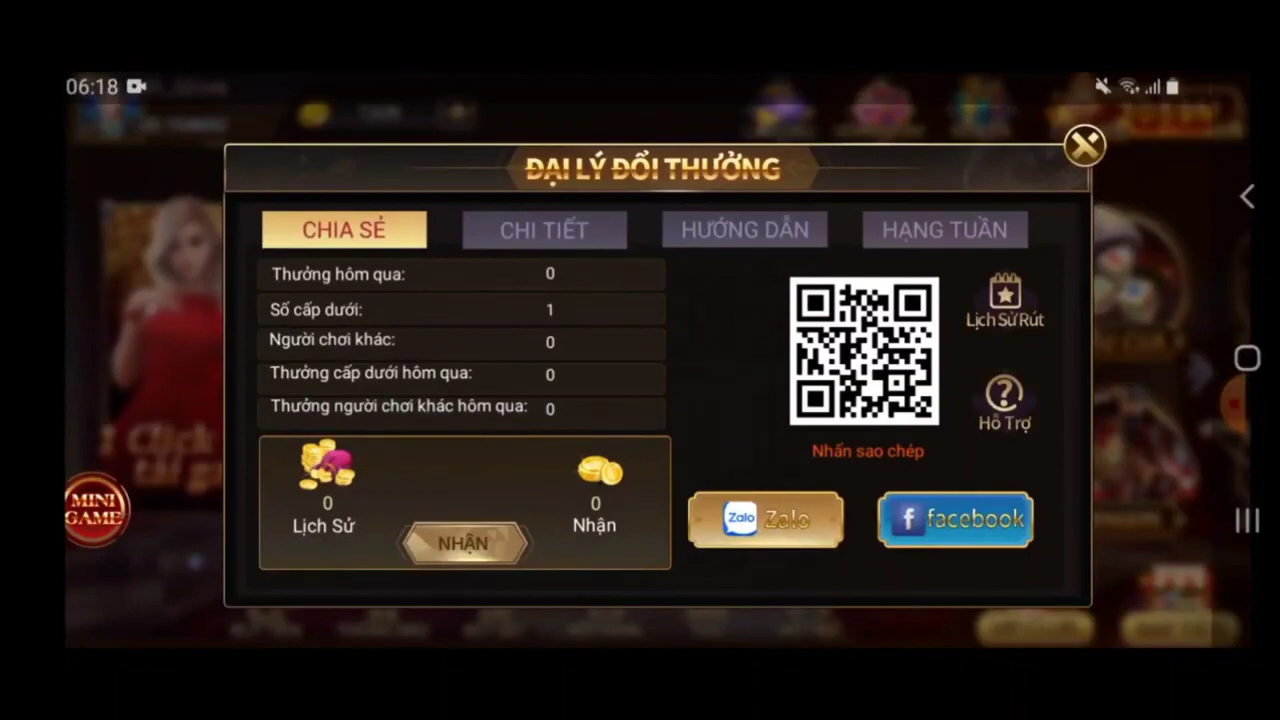 06:18
ĐẠI LÝ ĐỔI THƯỞNG
CHIA SẺ
CHI TIẾT
HƯỚNG DẪN
HẠNG TUẦN
Thưởng hôm qua: 0
Số cấp dưới: 1
Người chơi khác: 0
Thưởng cấp dưới hôm qua: 0
Thưởng người chơi khác hôm qua: 0
Lịch Sử Rút
Hỗ Trợ
Nhấn sao chép
0
Lịch Sử
NHẬN
0
Nhận
Zalo Zalo
facebook
MINI
GAME
Click